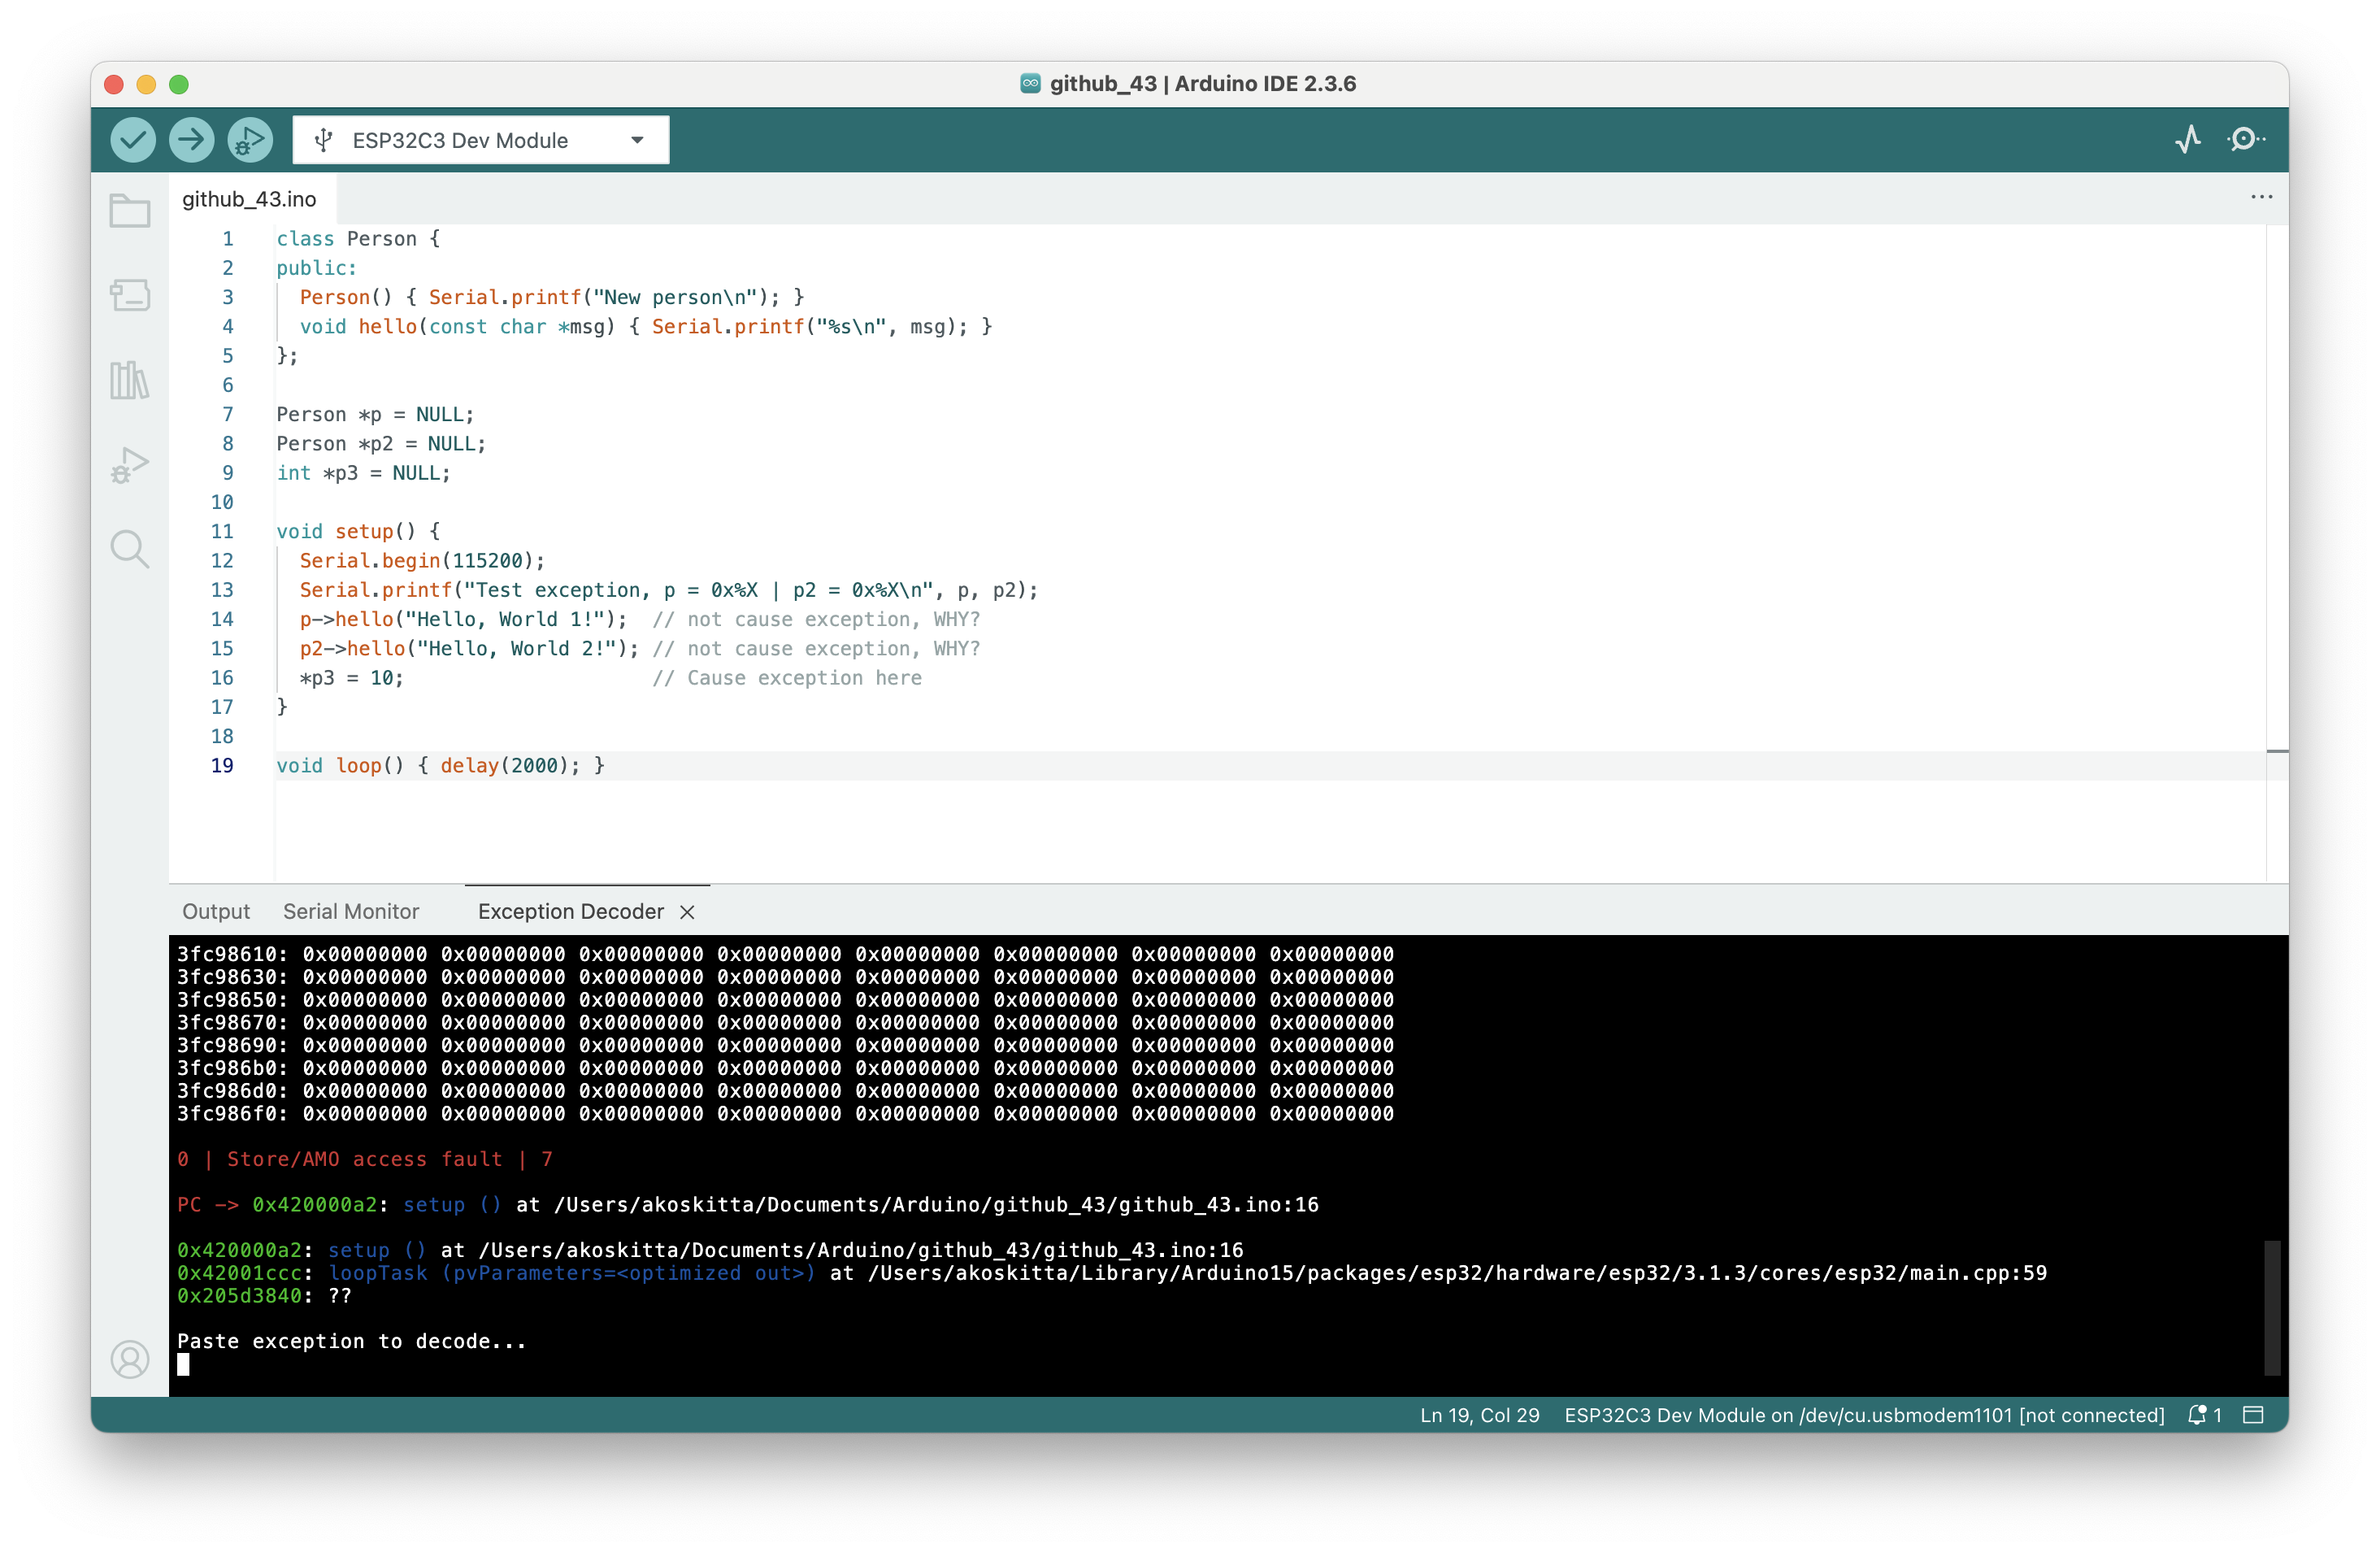 github_43 | Arduino IDE 2.3.6
ESP32C3 Dev Module
github_43.ino
1 class Person {
2 public:
3   Person() { Serial.printf("New person\n"); }
4   void hello(const char *msg) { Serial.printf("%s\n", msg); }
5 };
6
7 Person *p = NULL;
8 Person *p2 = NULL;
9 int *p3 = NULL;
10
11 void setup() {
12   Serial.begin(115200);
13   Serial.printf("Test exception, p = 0x%X | p2 = 0x%X\n", p, p2);
14   p->hello("Hello, World 1!");  // not cause exception, WHY?
15   p2->hello("Hello, World 2!"); // not cause exception, WHY?
16   *p3 = 10;                     // Cause exception here
17 }
18
19 void loop() { delay(2000); }
Output Serial Monitor Exception Decoder
3fc98610: 0x00000000 0x00000000 0x00000000 0x00000000 0x00000000 0x00000000 0x00000000 0x00000000
3fc98630: 0x00000000 0x00000000 0x00000000 0x00000000 0x00000000 0x00000000 0x00000000 0x00000000
3fc98650: 0x00000000 0x00000000 0x00000000 0x00000000 0x00000000 0x00000000 0x00000000 0x00000000
3fc98670: 0x00000000 0x00000000 0x00000000 0x00000000 0x00000000 0x00000000 0x00000000 0x00000000
3fc98690: 0x00000000 0x00000000 0x00000000 0x00000000 0x00000000 0x00000000 0x00000000 0x00000000
3fc986b0: 0x00000000 0x00000000 0x00000000 0x00000000 0x00000000 0x00000000 0x00000000 0x00000000
3fc986d0: 0x00000000 0x00000000 0x00000000 0x00000000 0x00000000 0x00000000 0x00000000 0x00000000
3fc986f0: 0x00000000 0x00000000 0x00000000 0x00000000 0x00000000 0x00000000 0x00000000 0x00000000
0 | Store/AMO access fault | 7
PC -> 0x420000a2: setup () at /Users/akoskitta/Documents/Arduino/github_43/github_43.ino:16
0x420000a2: setup () at /Users/akoskitta/Documents/Arduino/github_43/github_43.ino:16
0x42001ccc: loopTask (pvParameters=<optimized out>) at /Users/akoskitta/Library/Arduino15/packages/esp32/hardware/esp32/3.1.3/cores/esp32/main.cpp:59
0x205d3840: ??
Paste exception to decode...
Ln 19, Col 29 ESP32C3 Dev Module on /dev/cu.usbmodem1101 [not connected] 1